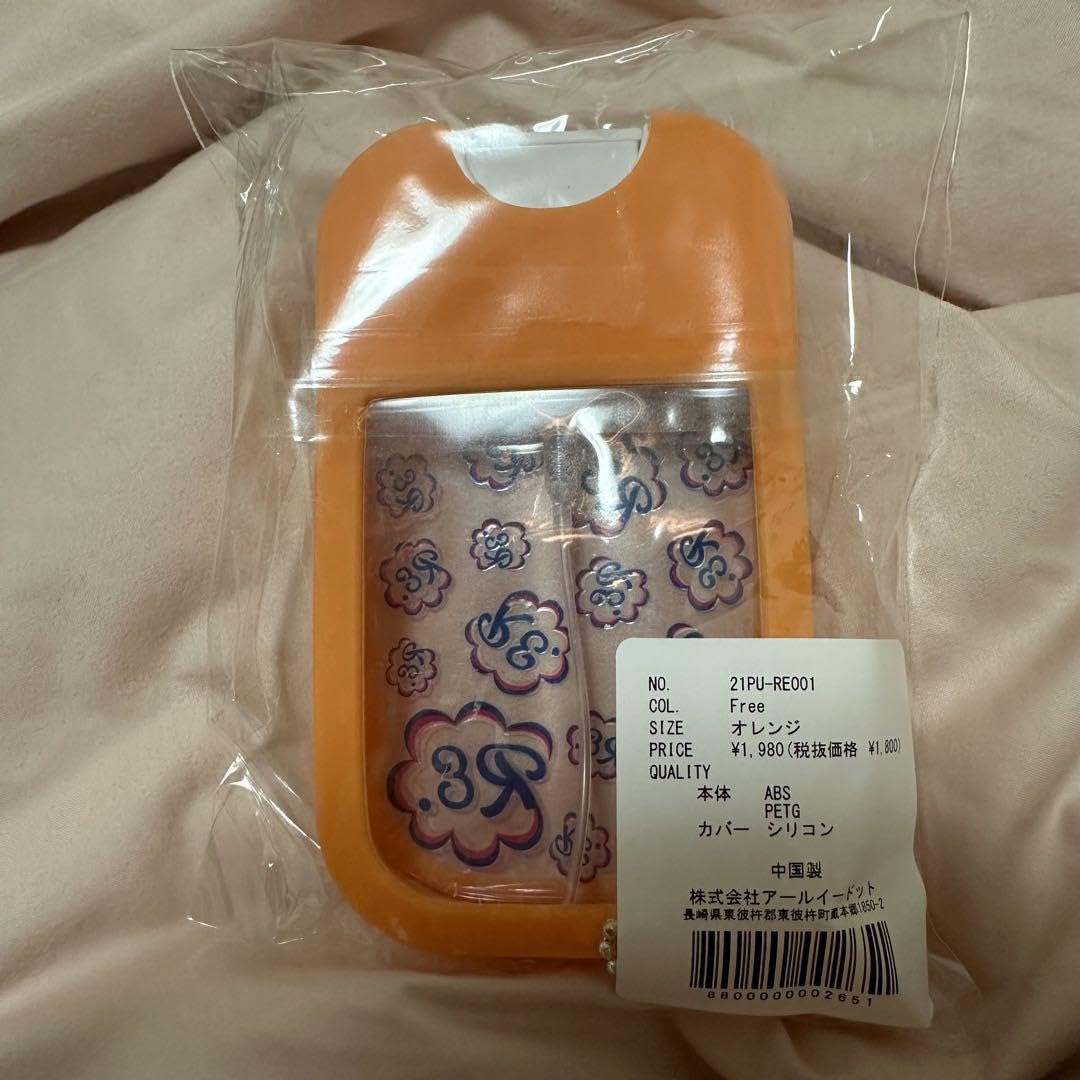 NO. 21PU-RE001
COL. Free
SIZE オレンジ
PRICE ¥1,980(税抜価格 ¥1,800)
QUALITY
本体 ABS
PETG
カバー シリコン
中国製
株式会社アールイードット
長崎県東彼杵郡東彼杵町蔵本郷1850-2
8800000002651